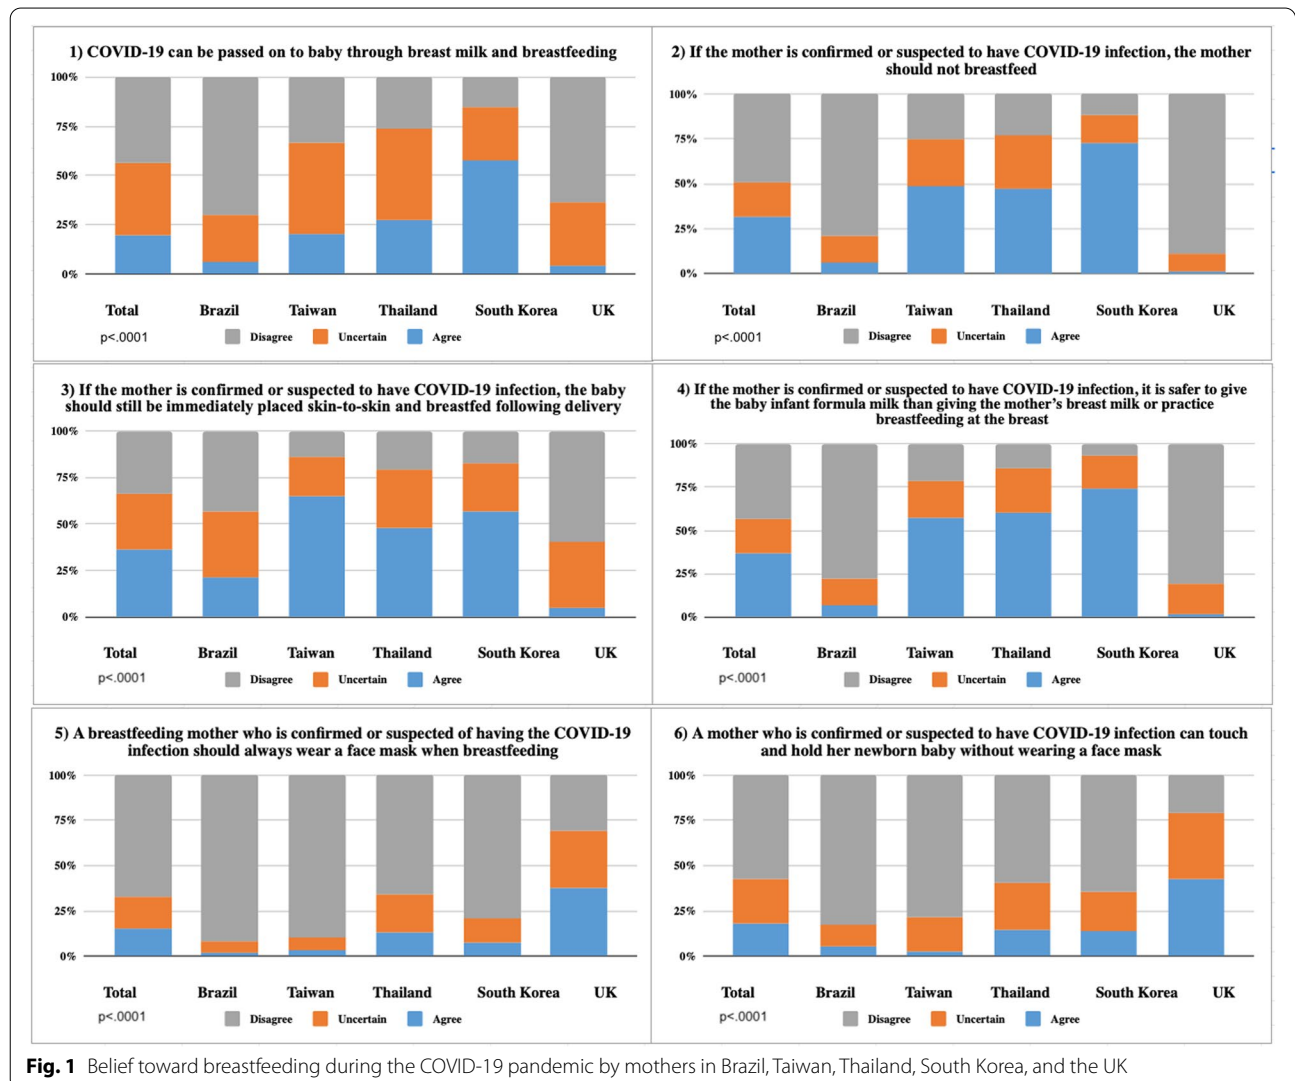 1) COVID-19 can be passed on to baby through breast milk and breastfeeding
100%
75%
50%
25%
0%
Total Brazil Taiwan Thailand South Korea UK
p<.0001
Disagree Uncertain Agree
2) If the mother is confirmed or suspected to have COVID-19 infection, the mother
should not breastfeed
100%
75%
50%
25%
0%
Total Brazil Taiwan Thailand South Korea UK
p<.0001
Disagree Uncertain Agree
3) If the mother is confirmed or suspected to have COVID-19 infection, the baby
should still be immediately placed skin-to-skin and breastfed following delivery
100%
75%
50%
25%
0%
Total Brazil Taiwan Thailand South Korea UK
p<.0001
Disagree Uncertain Agree
4) If the mother is confirmed or suspected to have COVID-19 infection, it is safer to give
the baby infant formula milk than giving the mother's breast milk or practice
breastfeeding at the breast
100%
75%
50%
25%
0%
Total Brazil Taiwan Thailand South Korea UK
p<.0001
Disagree Uncertain Agree
5) A breastfeeding mother who is confirmed or suspected of having the COVID-19
infection should always wear a face mask when breastfeeding
100%
75%
50%
25%
0%
Total Brazil Taiwan Thailand South Korea UK
p<.0001
Disagree Uncertain Agree
6) A mother who is confirmed or suspected to have COVID-19 infection can touch
and hold her newborn baby without wearing a face mask
100%
75%
50%
25%
0%
Total Brazil Taiwan Thailand South Korea UK
p<.0001
Disagree Uncertain Agree
Fig. 1 Belief toward breastfeeding during the COVID-19 pandemic by mothers in Brazil, Taiwan, Thailand, South Korea, and the UK